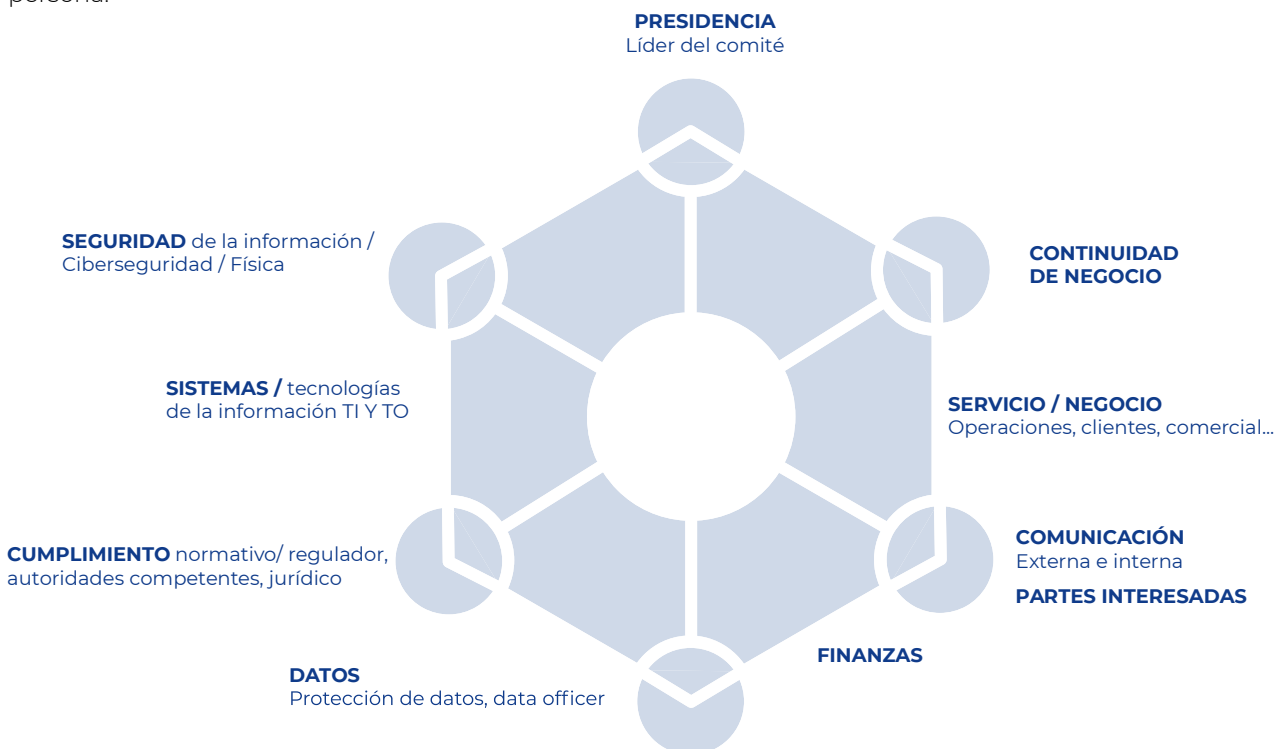 persona.
PRESIDENCIA
Líder del comité
SEGURIDAD de la información /
Ciberseguridad / Física
CONTINUIDAD
DE NEGOCIO
SISTEMAS / tecnologías
de la información TI Y TO
SERVICIO / NEGOCIO
Operaciones, clientes, comercial...
CUMPLIMIENTO normativo/ regulador,
autoridades competentes, jurídico
COMUNICACIÓN
Externa e interna
PARTES INTERESADAS
FINANZAS
DATOS
Protección de datos, data officer